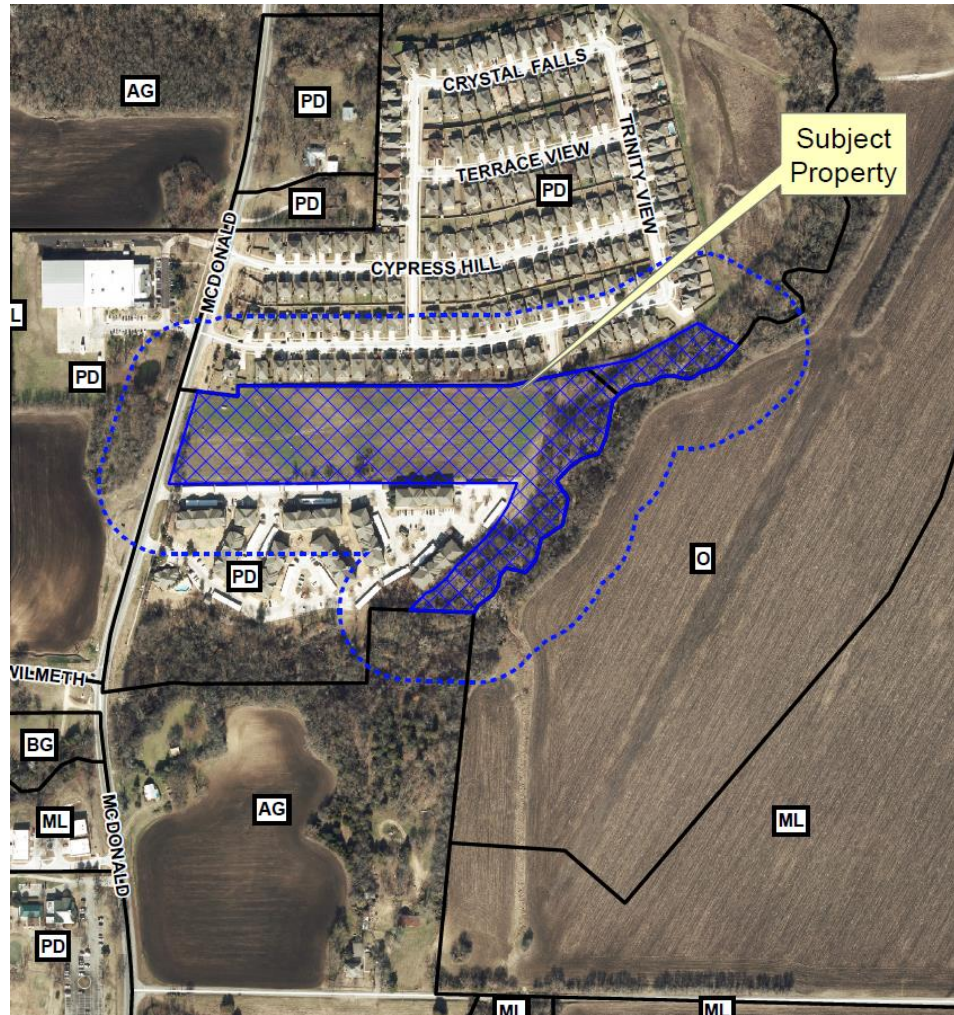 AG
PD
CRYSTAL FALLS
TRINITY VIEW
Subject
Property
TERRACE VIEW
PD
PD
MCDONALD
CYPRESS HILL
L
PD
O
PD
WILMETH
BG
MCDONALD
AG
ML
ML
PD
ML
ML